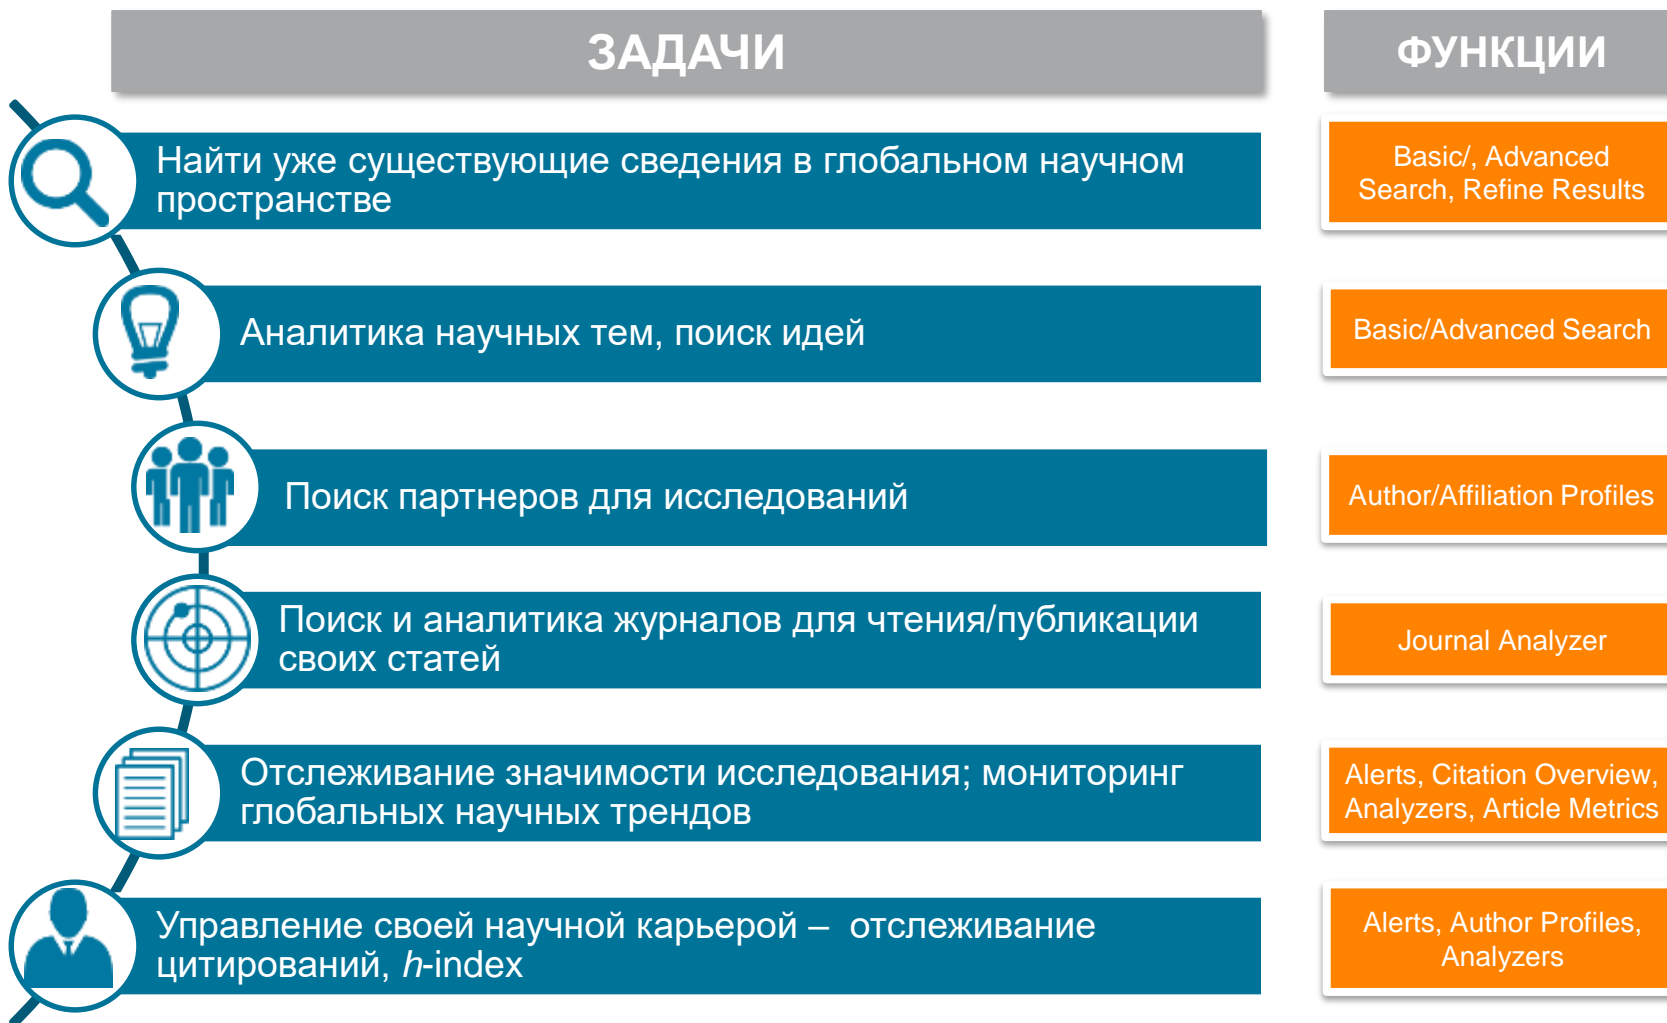 ЗАДАЧИ
ФУНКЦИИ
Найти уже существующие сведения в глобальном научном
пространстве
Basic/, Advanced
Search, Refine Results
Аналитика научных тем, поиск идей
Basic/Advanced Search
Поиск партнеров для исследований
Author/Affiliation Profiles
Поиск и аналитика журналов для чтения/публикации
своих статей
Journal Analyzer
Отслеживание значимости исследования; мониторинг
глобальных научных трендов
Alerts, Citation Overview,
Analyzers, Article Metrics
Управление своей научной карьерой – отслеживание
цитирований, h-index
Alerts, Author Profiles,
Analyzers